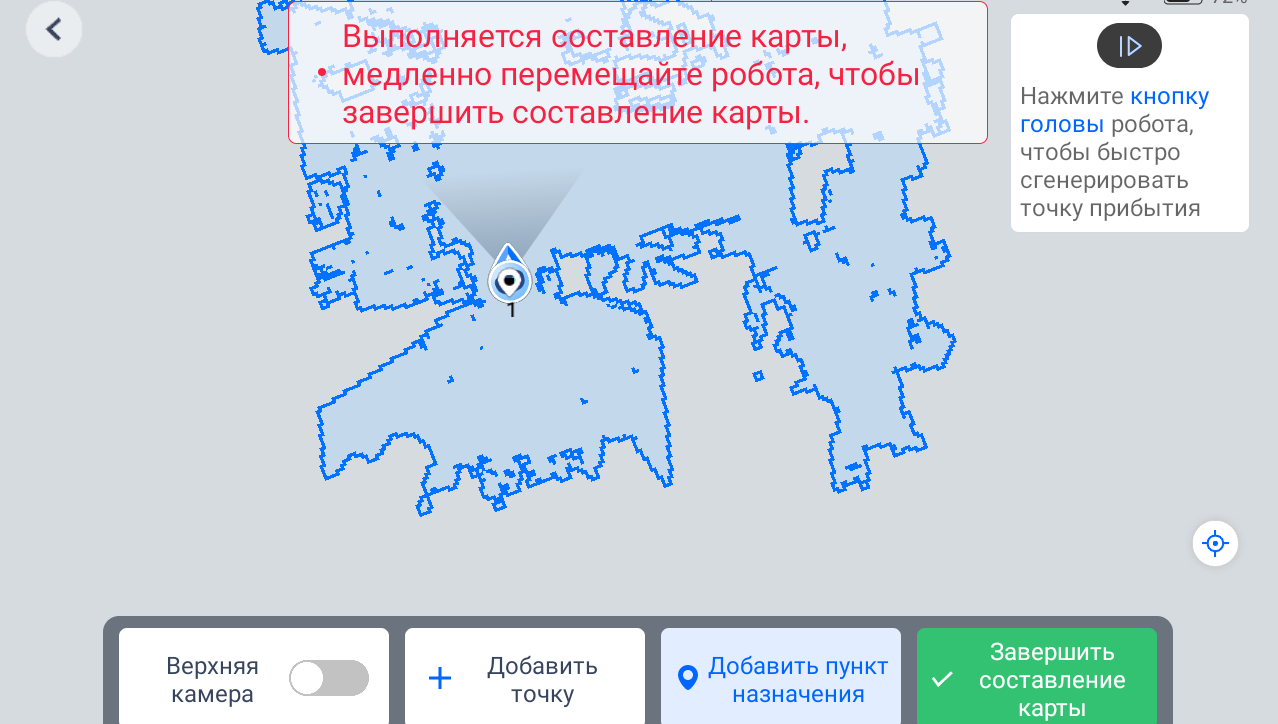 Выполняется составление карты,
• медленно перемещайте робота, чтобы
завершить составление карты.
Нажмите кнопку
головы робота,
чтобы быстро
сгенерировать
точку прибытия
1
Верхняя
камера
Добавить
точку
Добавить пункт
назначения
Завершить
составление
карты